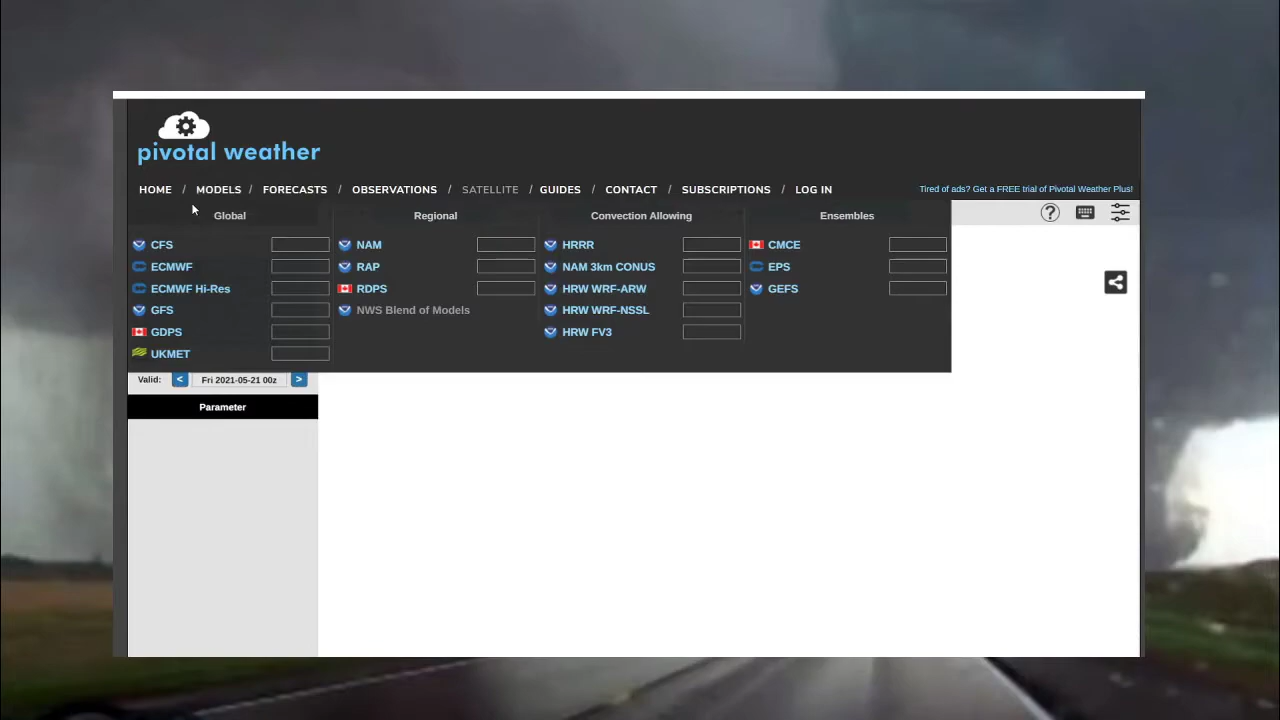 pivotal weather
HOME / MODELS / FORECASTS / OBSERVATIONS / SATELLITE / GUIDES / CONTACT / SUBSCRIPTIONS / LOG IN
Tired of ads? Get a FREE trial of Pivotal Weather Plus!
Global
CFS
ECMWF
ECMWF Hi-Res
GFS
GDPS
UKMET
Regional
NAM
RAP
RDPS
NWS Blend of Models
Convection Allowing
HRRR
NAM 3km CONUS
HRW WRF-ARW
HRW WRF-NSSL
HRW FV3
Ensembles
CMCE
EPS
GEFS
?
Valid: < Fri 2021-05-21 00z >
Parameter